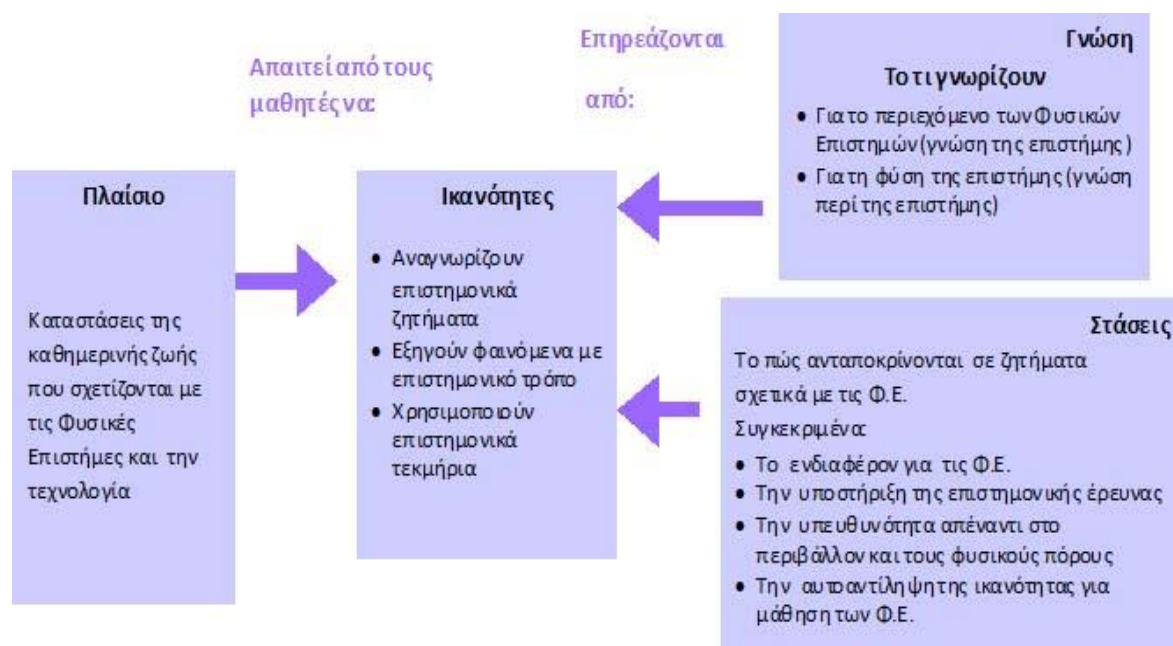 Απαιτεί από τους
μαθητές να:
Επηρεάζονται
από:
Πλαίσιο
Καταστάσεις της
καθημερινής ζωής
που σχετίζονται με
τις Φυσικές
Επιστήμες και την
τεχνολογία
Ικανότητες
• Αναγνωρίζουν
επιστημονικά
ζητήματα
• Εξηγούν φαινόμενα με
επιστημονικό τρόπο
• Χρησιμοποιούν
επιστημονικά
τεκμήρια
Γνώση
Το τι γνωρίζουν
• Για το περιεχόμενο των Φυσικών
Επιστημών (γνώση της επιστήμης)
• Για τη φύση της επιστήμης (γνώση
περί της επιστήμης)
Στάσεις
Το πώς ανταποκρίνονται σε ζητήματα
σχετικά με τις Φ.Ε.
Συγκεκριμένα:
• Το ενδιαφέρον για τις Φ.Ε.
• Την υποστήριξη της επιστημονικής έρευνας
• Την υπευθυνότητα απέναντι στο
περιβάλλον και τους φυσικούς πόρους
• Την αυτοαντίληψη της ικανότητας για
μάθηση των Φ.Ε.